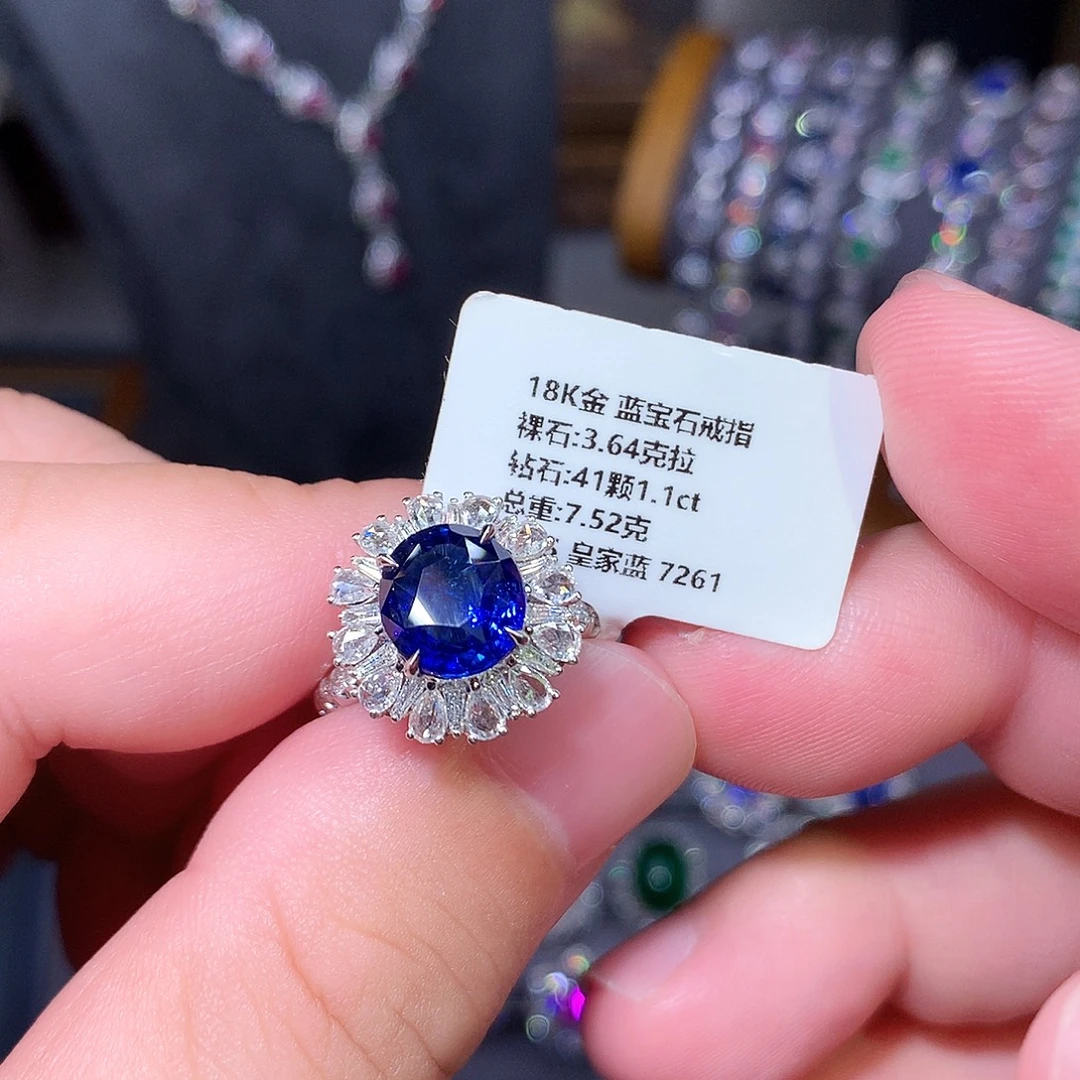 18K金 蓝宝石戒指
裸石:3.64克拉
钻石:41颗1.1ct
总重:7.52克
皇家蓝 7261